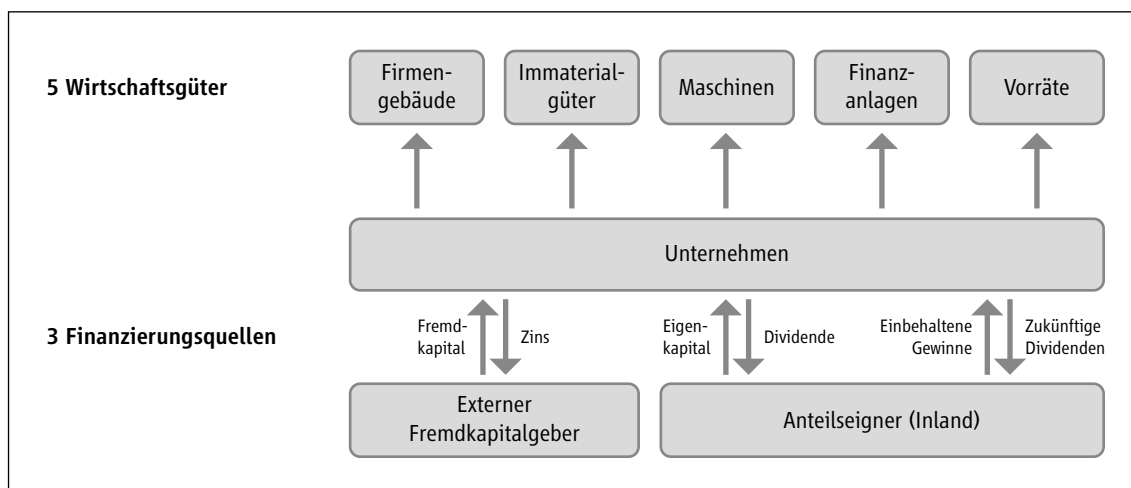 5 Wirtschaftsgüter
Firmen-
gebäude
Immaterial-
güter
Maschinen
Finanz-
anlagen
Vorräte
Unternehmen
3 Finanzierungsquellen
Fremd-
kapital
Zins
Eigen-
kapital
Dividende
Einbehaltene
Gewinne
Zukünftige
Dividenden
Externer
Fremdkapitalgeber
Anteilseigner (Inland)